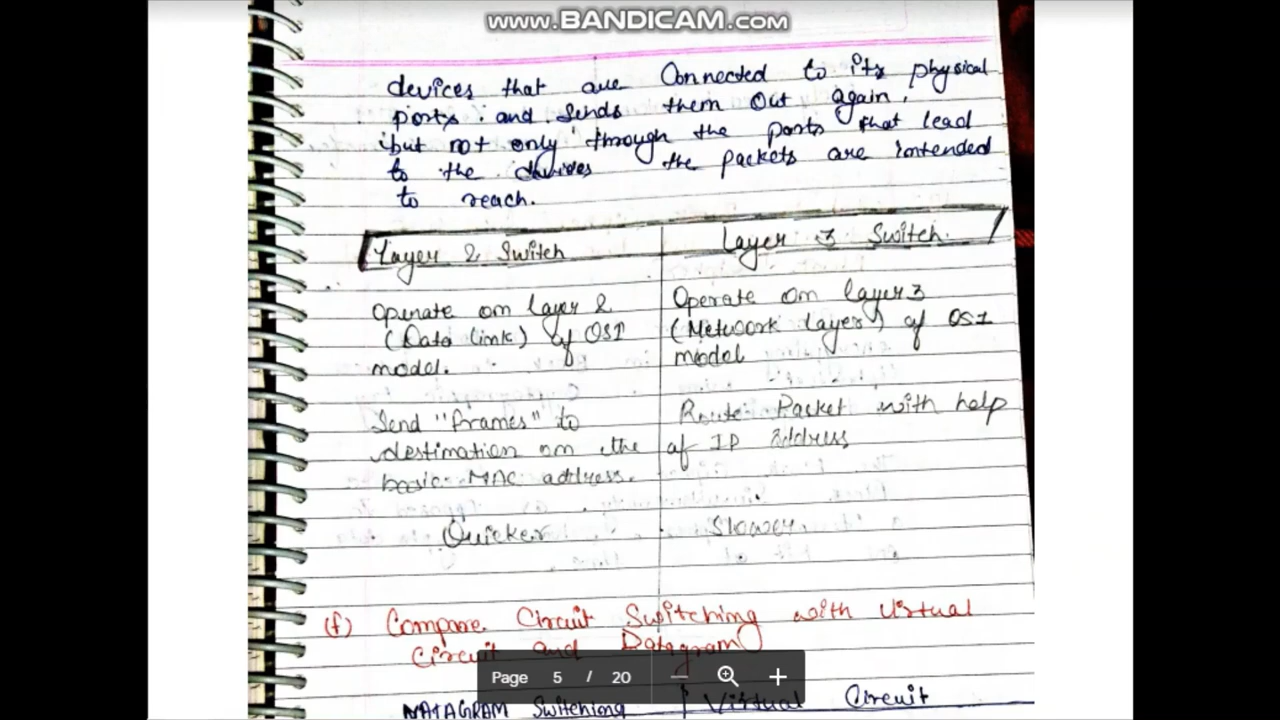 www.BANDICAM.com
devices that are Connected to its physical
ports and sends them out again,
but not only through the ports that lead
to the devices the packets are intended
to reach.
Layer 2 Switch
Layer 3 Switch
Operate on layer 2
(Data link) of OSI
model.
Operate on layer 3
(Network layer) of OSI
model
Send "frames" to
destination on the
basic MAC address.
Route Packet with help
of IP address
Quicker
Slower.
(f) Compare Circuit Switching with Virtual
Circuit and Datagram
Page 5 / 20
DATAGRAM Switching
Virtual Circuit